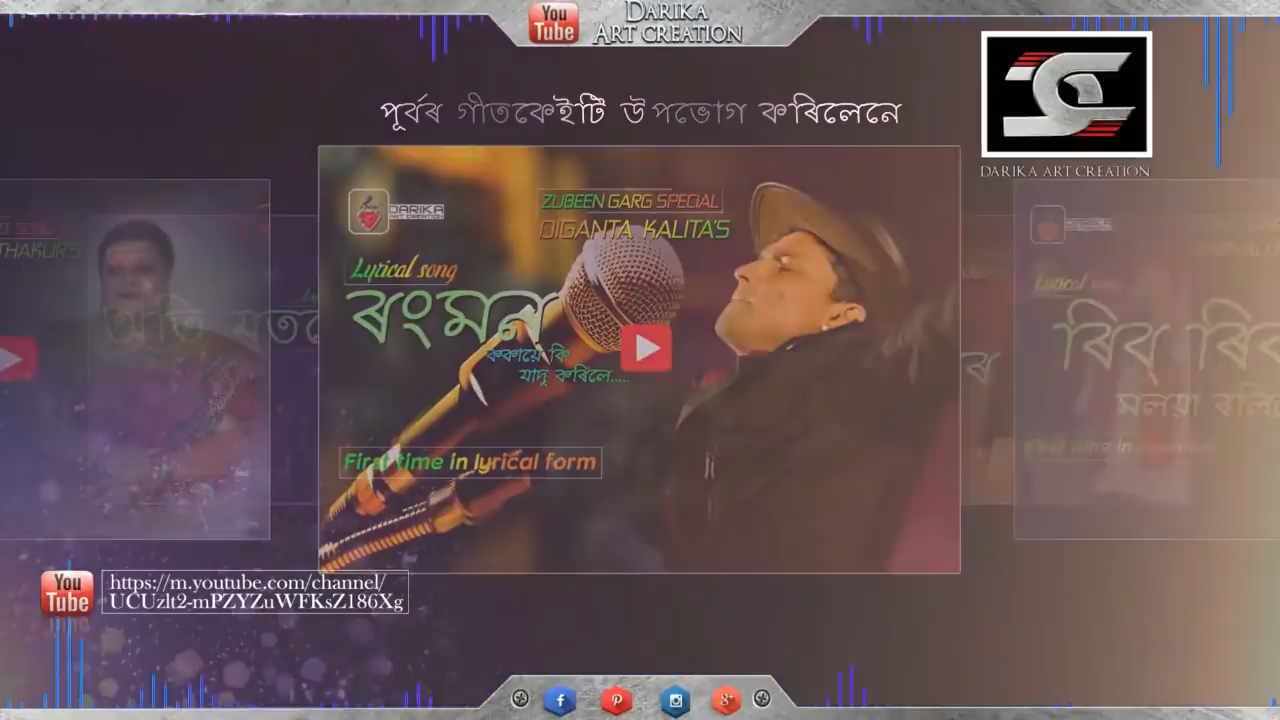 You
Tube
DARIKA
ART CREATION
পূৰ্বৰ গীতকেইটি উপভোগ কৰিলেনে
DARIKA ART CREATION
DARIKA
ART CREATION
ZUBEEN GARG SPECIAL
DIGANTA KALITA'S
Lyrical song
ৰংমন
ককায়ে কি
যাদু কৰিলে.....
First time in lyrical form
THAKUR'S
ৰিব্ ৰিব্
You
Tube
https://m.youtube.com/channel/
UCUzlt2-mPZYZuWFKsZ186Xg